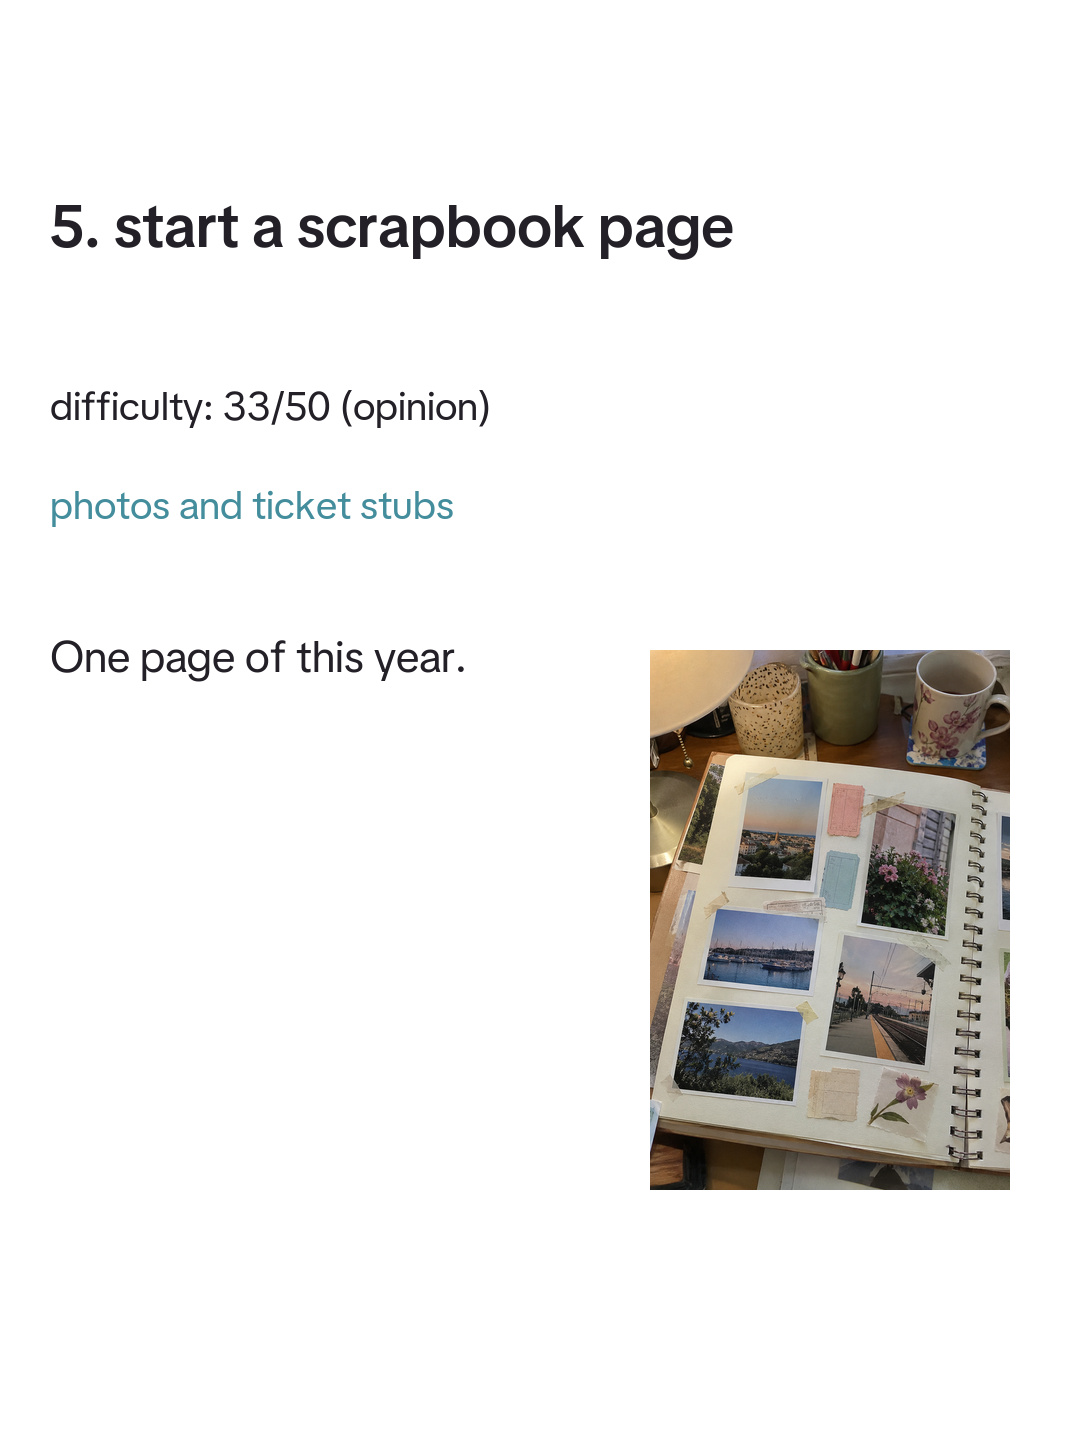 5. start a scrapbook page
difficulty: 33/50 (opinion)
photos and ticket stubs
One page of this year.